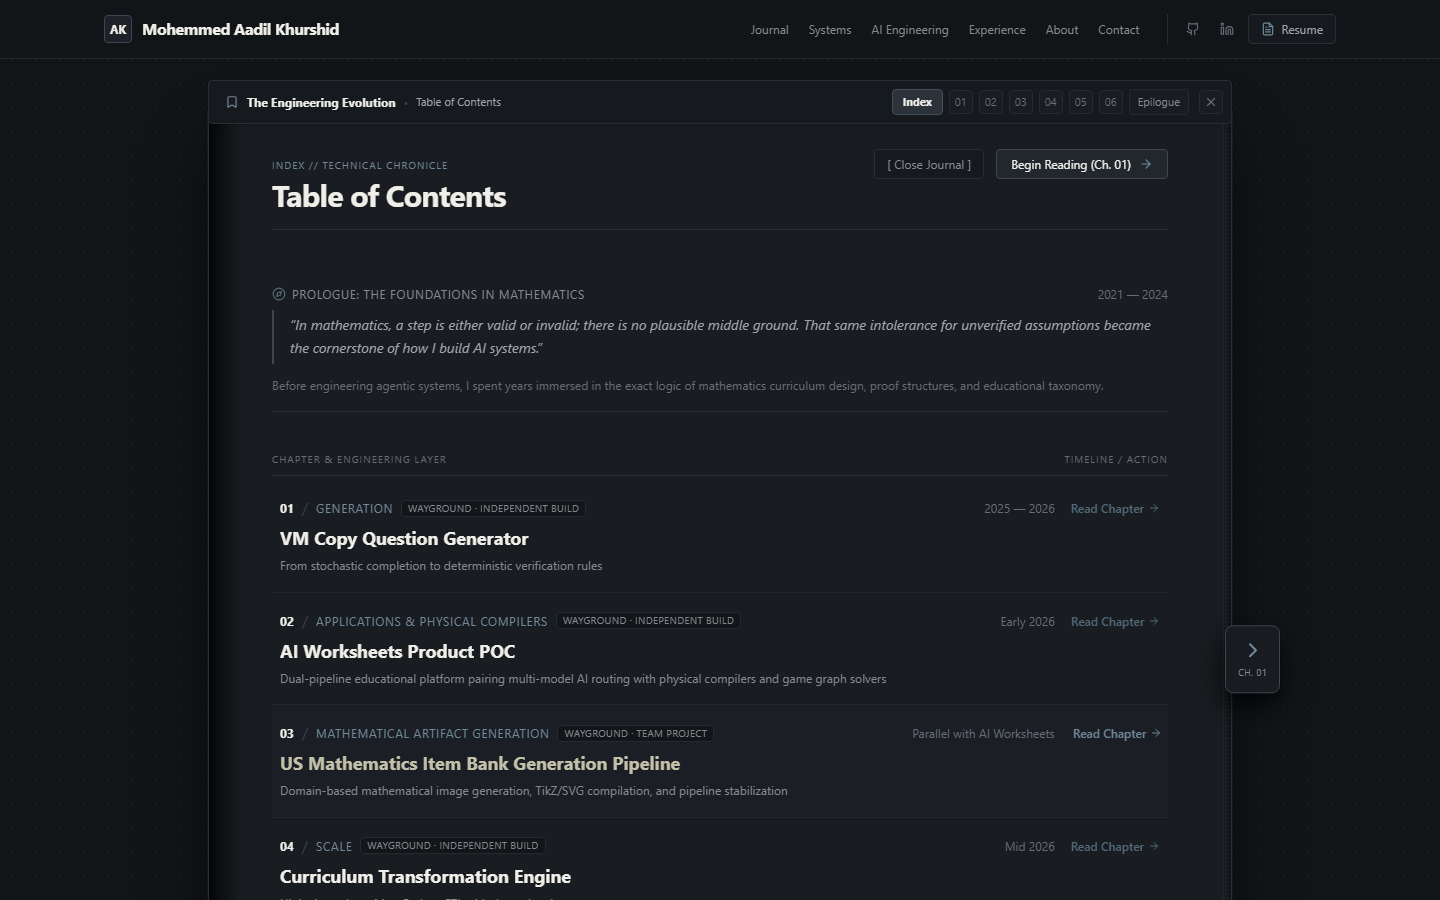 AK Mohemmed Aadil Khurshid Journal Systems AI Engineering Experience About Contact Resume
The Engineering Evolution • Table of Contents Index 01 02 03 04 05 06 Epilogue
INDEX // TECHNICAL CHRONICLE
[ Close Journal ] Begin Reading (Ch. 01) →
Table of Contents
PROLOGUE: THE FOUNDATIONS IN MATHEMATICS 2021 — 2024
“In mathematics, a step is either valid or invalid; there is no plausible middle ground. That same intolerance for unverified assumptions became
the cornerstone of how I build AI systems.”
Before engineering agentic systems, I spent years immersed in the exact logic of mathematics curriculum design, proof structures, and educational taxonomy.
CHAPTER & ENGINEERING LAYER TIMELINE / ACTION
01 / GENERATION WAYGROUND · INDEPENDENT BUILD 2025 — 2026 Read Chapter →
VM Copy Question Generator
From stochastic completion to deterministic verification rules
02 / APPLICATIONS & PHYSICAL COMPILERS WAYGROUND · INDEPENDENT BUILD Early 2026 Read Chapter →
AI Worksheets Product POC
Dual-pipeline educational platform pairing multi-model AI routing with physical compilers and game graph solvers
CH. 01
03 / MATHEMATICAL ARTIFACT GENERATION WAYGROUND · TEAM PROJECT Parallel with AI Worksheets Read Chapter →
US Mathematics Item Bank Generation Pipeline
Domain-based mathematical image generation, TikZ/SVG compilation, and pipeline stabilization
04 / SCALE WAYGROUND · INDEPENDENT BUILD Mid 2026 Read Chapter →
Curriculum Transformation Engine